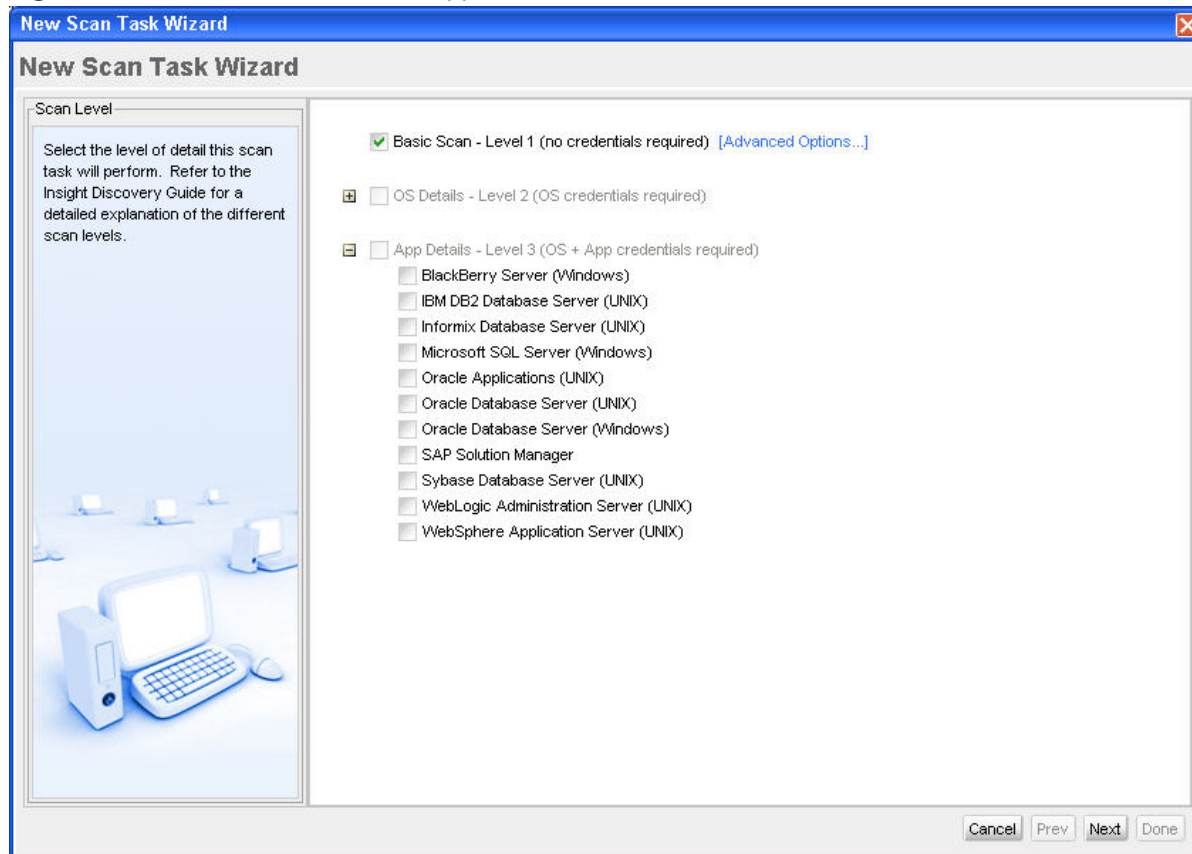 New Scan Task Wizard
New Scan Task Wizard
Scan Level
Select the level of detail this scan
task will perform. Refer to the
Insight Discovery Guide for a
detailed explanation of the different
scan levels.
Basic Scan - Level 1 (no credentials required) [Advanced Options...]
OS Details - Level 2 (OS credentials required)
App Details - Level 3 (OS + App credentials required)
BlackBerry Server (Windows)
IBM DB2 Database Server (UNIX)
Informix Database Server (UNIX)
Microsoft SQL Server (Windows)
Oracle Applications (UNIX)
Oracle Database Server (UNIX)
Oracle Database Server (Windows)
SAP Solution Manager
Sybase Database Server (UNIX)
WebLogic Administration Server (UNIX)
WebSphere Application Server (UNIX)
Cancel Prev Next Done